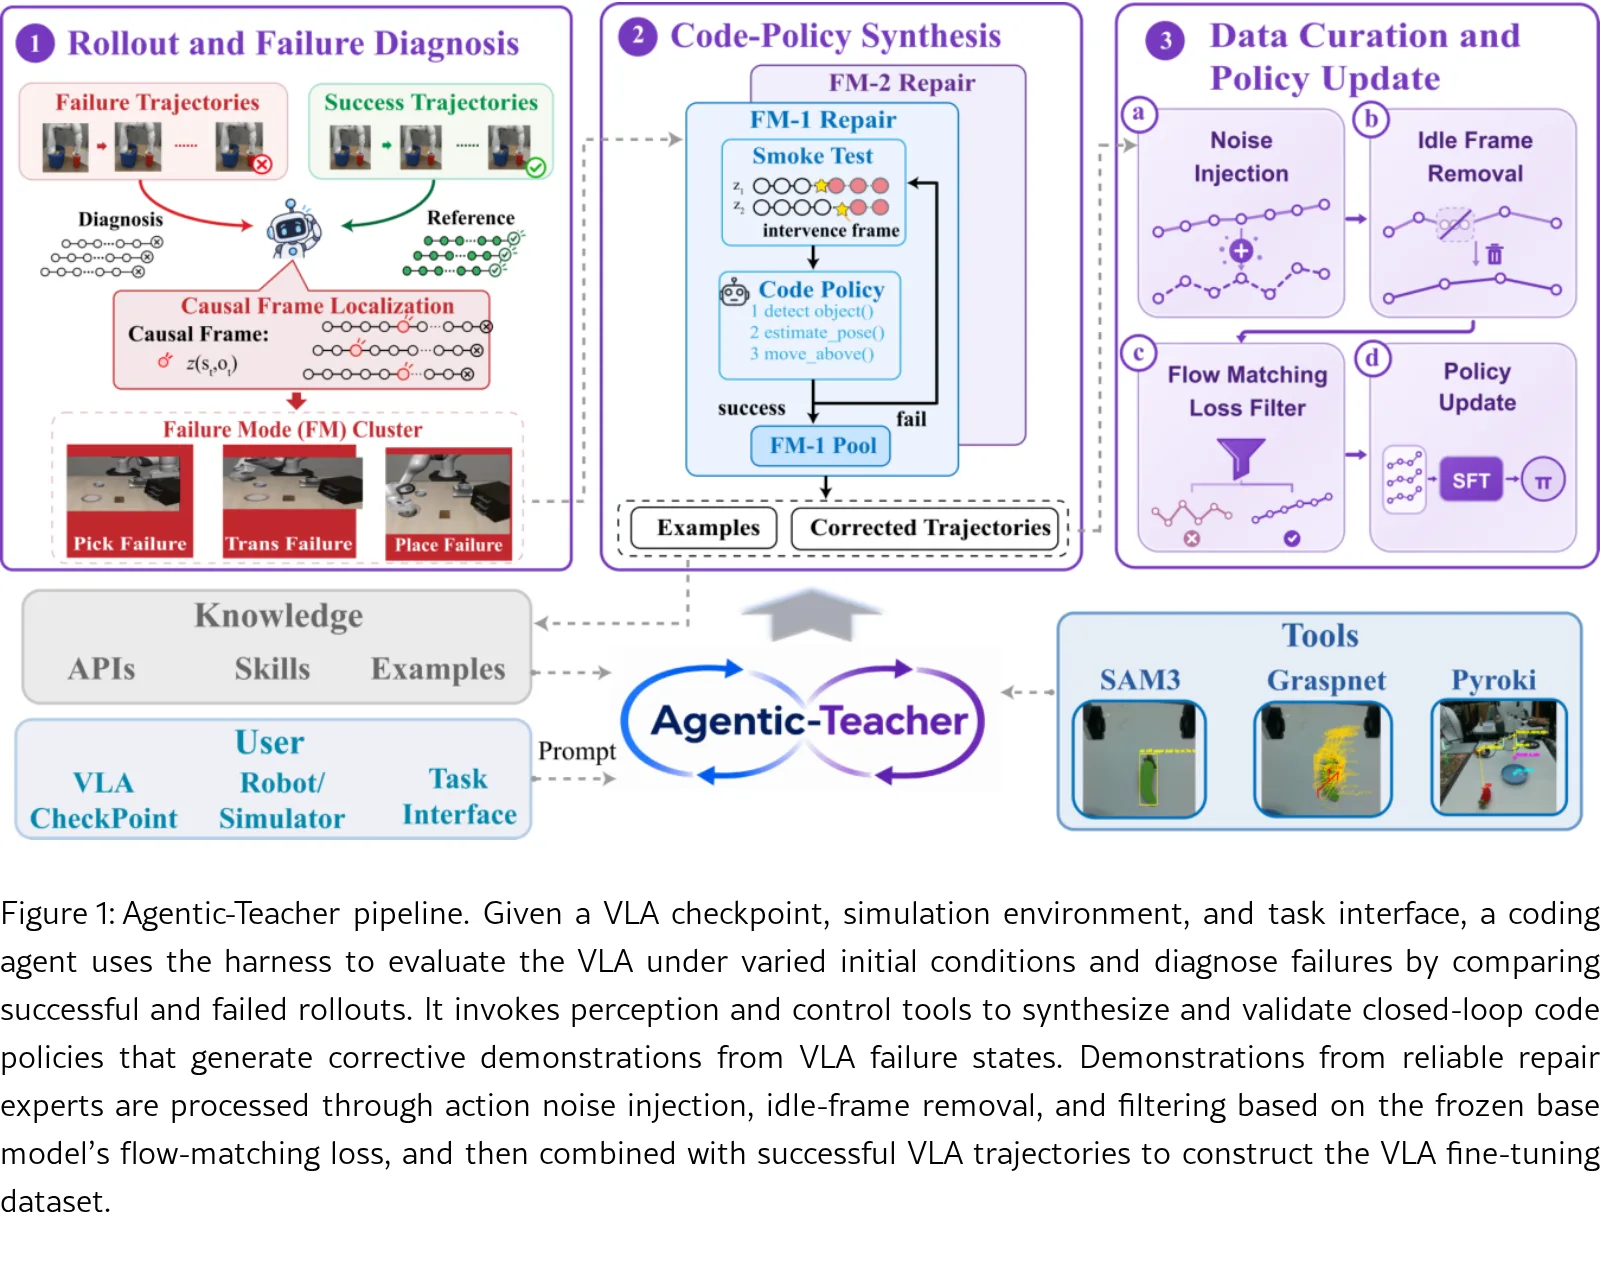 1 Rollout and Failure Diagnosis
Failure Trajectories
Success Trajectories
Diagnosis
Reference
Causal Frame Localization
Causal Frame:
z(st,ot)
Failure Mode (FM) Cluster
Pick Failure
Trans Failure
Place Failure
2 Code-Policy Synthesis
FM-2 Repair
FM-1 Repair
Smoke Test
z1
z2
intervence frame
Code Policy
1 detect object()
2 estimate_pose()
3 move_above()
success
fail
FM-1 Pool
Examples
Corrected Trajectories
3 Data Curation and
Policy Update
a
Noise
Injection
b
Idle Frame
Removal
c
Flow Matching
Loss Filter
d
Policy
Update
SFT
π
Knowledge
APIs Skills Examples
User
VLA
CheckPoint
Robot/
Simulator
Task
Interface
Prompt
Agentic-Teacher
Tools
SAM3
Graspnet
Pyroki
Figure 1: Agentic-Teacher pipeline. Given a VLA checkpoint, simulation environment, and task interface, a coding
agent uses the harness to evaluate the VLA under varied initial conditions and diagnose failures by comparing
successful and failed rollouts. It invokes perception and control tools to synthesize and validate closed-loop code
policies that generate corrective demonstrations from VLA failure states. Demonstrations from reliable repair
experts are processed through action noise injection, idle-frame removal, and filtering based on the frozen base
model’s flow-matching loss, and then combined with successful VLA trajectories to construct the VLA fine-tuning
dataset.